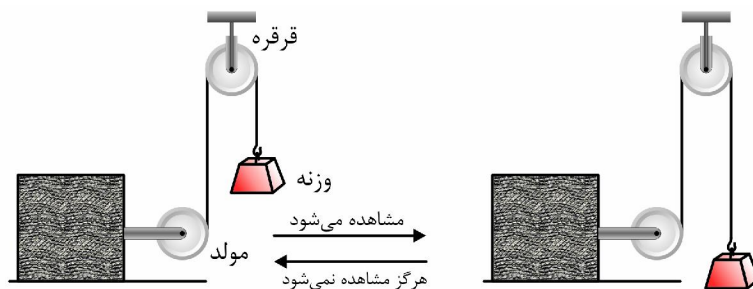 قرقره
وزنه
مولد
مشاهده می‌شود
هرگز مشاهده نمی‌شود